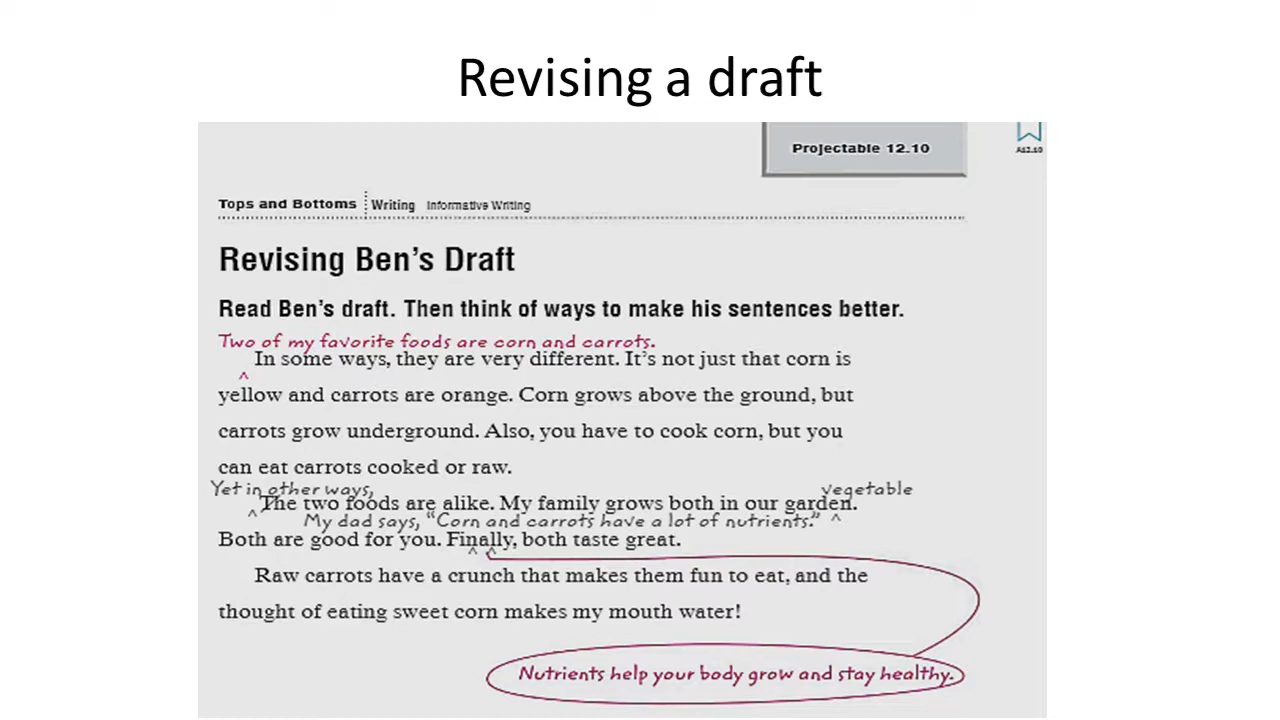 Revising a draft
Projectable 12.10
A12.10
Tops and Bottoms Writing Informative Writing
Revising Ben's Draft
Read Ben's draft. Then think of ways to make his sentences better.
Two of my favorite foods are corn and carrots.
In some ways, they are very different. It's not just that corn is
^
yellow and carrots are orange. Corn grows above the ground, but
carrots grow underground. Also, you have to cook corn, but you
can eat carrots cooked or raw.
Yet in other ways, vegetable
The two foods are alike. My family grows both in our garden.
^ My dad says, “Corn and carrots have a lot of nutrients.” ^
Both are good for you. Finally, both taste great.
^ ^
Raw carrots have a crunch that makes them fun to eat, and the
thought of eating sweet corn makes my mouth water!
Nutrients help your body grow and stay healthy.